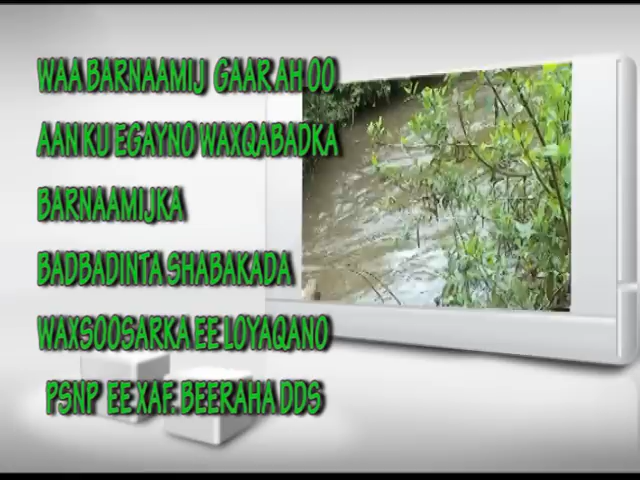 WAA BARNAAMIJ GAAR AH OO
AAN KU EGAYNO WAXQABADKA
BARNAAMIJKA
BADBADINTA SHABAKADA
WAXSOOSARKA EE LOYAQANO
PSNP EE XAF. BEERAHA DDS